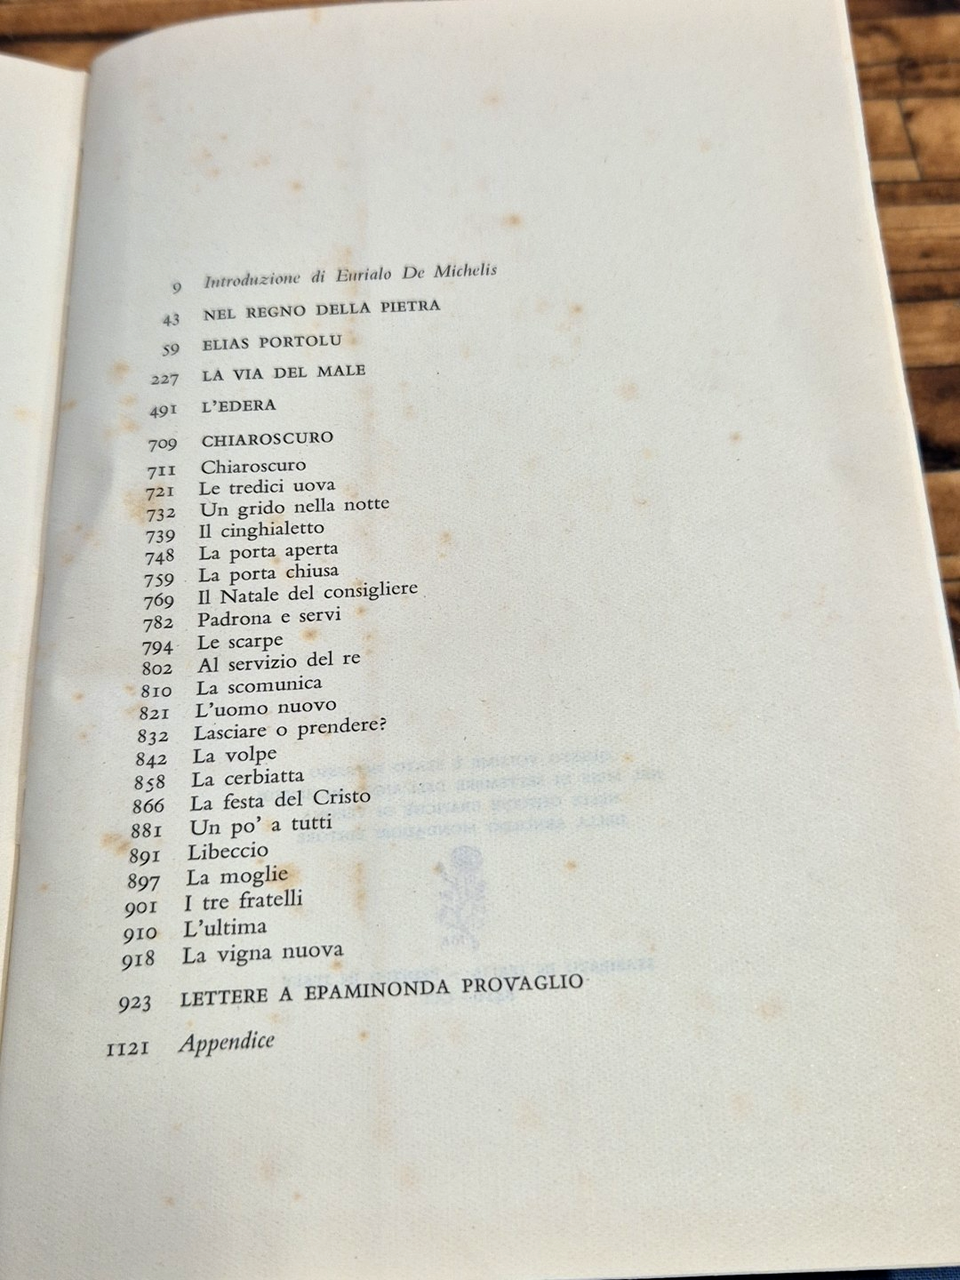 9 Introduzione di Eurialo De Michelis
43 NEL REGNO DELLA PIETRA
59 ELIAS PORTOLU
227 LA VIA DEL MALE
491 L'EDERA
709 CHIAROSCURO
711 Chiaroscuro
721 Le tredici uova
732 Un grido nella notte
739 Il cinghialetto
748 La porta aperta
759 La porta chiusa
769 Il Natale del consigliere
782 Padrona e servi
794 Le scarpe
802 Al servizio del re
810 La scomunica
821 L'uomo nuovo
832 Lasciare o prendere?
842 La volpe
858 La cerbiatta
866 La festa del Cristo
881 Un po' a tutti
891 Libeccio
897 La moglie
901 I tre fratelli
910 L'ultima
918 La vigna nuova
923 LETTERE A EPAMINONDA PROVAGLIO
1121 Appendice